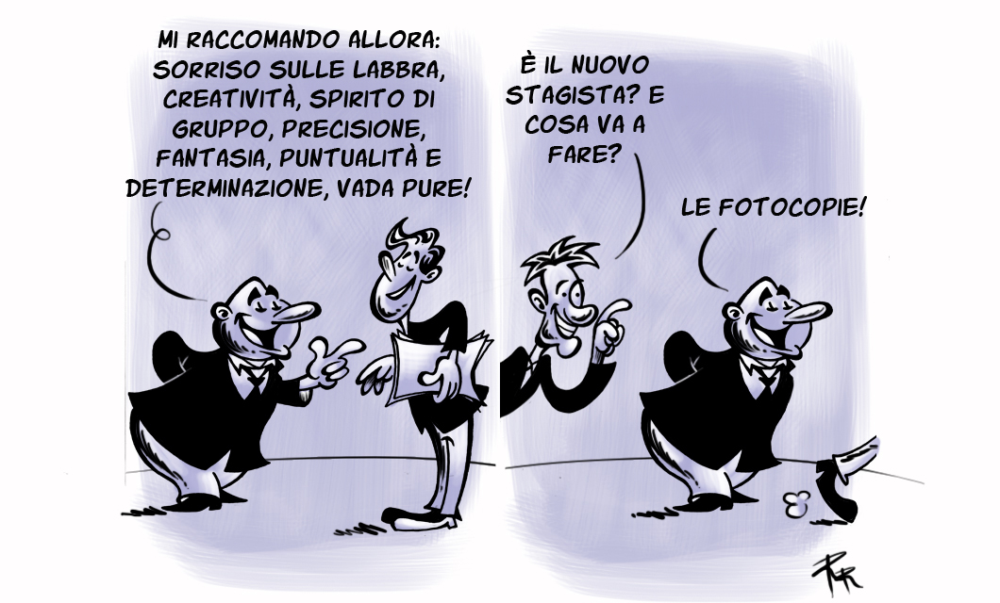 MI RACCOMANDO ALLORA:
SORRISO SULLE LABBRA,
CREATIVITÀ, SPIRITO DI
GRUPPO, PRECISIONE,
FANTASIA, PUNTUALITÀ E
DETERMINAZIONE, VADA PURE!
È IL NUOVO
STAGISTA? E
COSA VA A
FARE?
LE FOTOCOPIE!